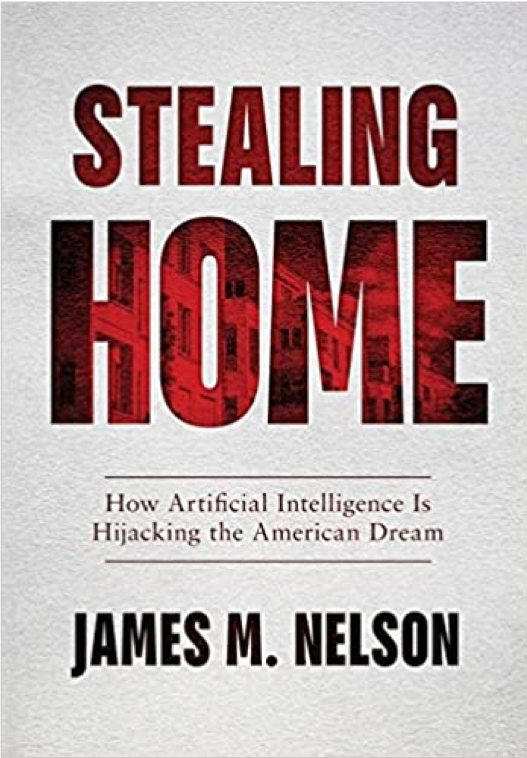 STEALING
HOME
How Artificial Intelligence Is
Hijacking the American Dream
JAMES M. NELSON